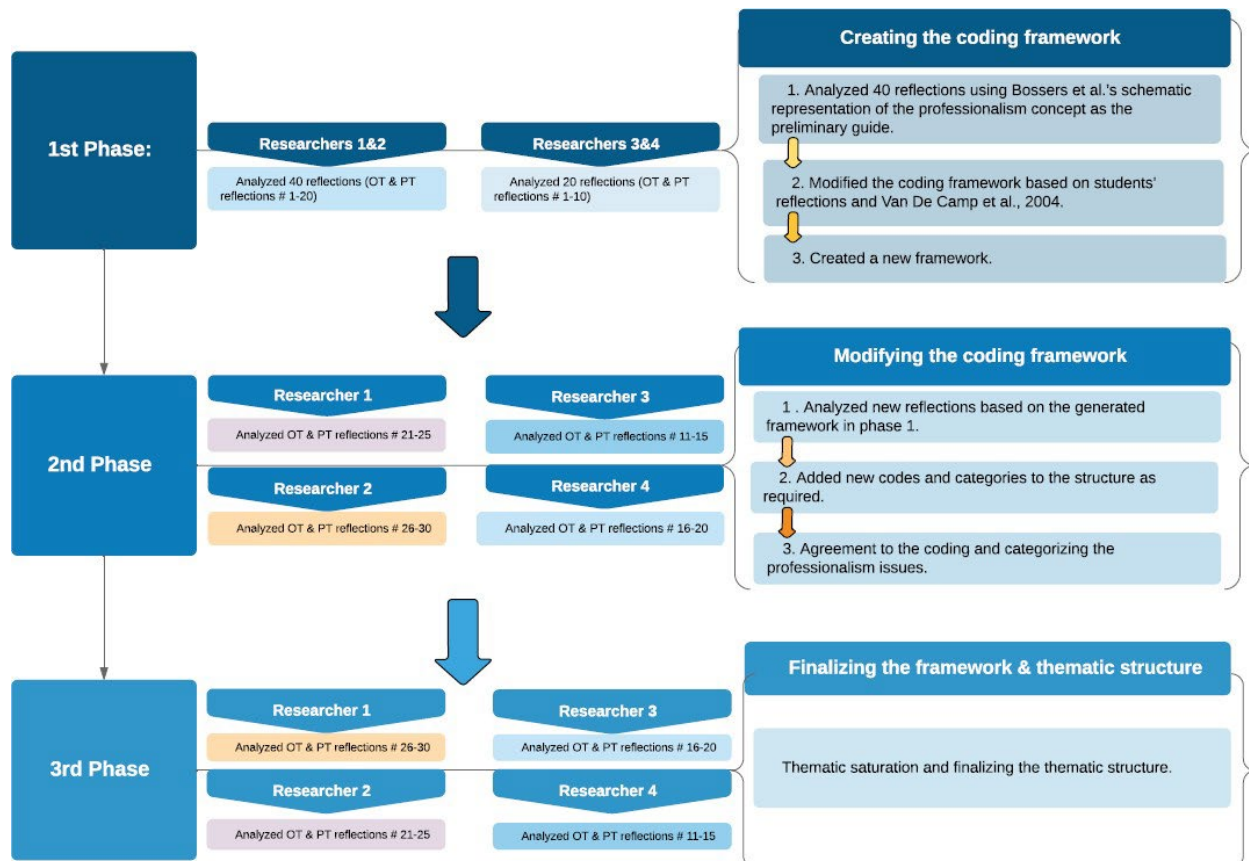 1st Phase:
Researchers 1&2
Analyzed 40 reflections (OT & PT
reflections # 1-20)
Researchers 3&4
Analyzed 20 reflections (OT & PT
reflections # 1-10)
Creating the coding framework
1. Analyzed 40 reflections using Bossers et al.'s schematic
representation of the professionalism concept as the
preliminary guide.
2. Modified the coding framework based on students'
reflections and Van De Camp et al., 2004.
3. Created a new framework.
2nd Phase
Researcher 1
Analyzed OT & PT reflections # 21-25
Researcher 3
Analyzed OT & PT reflections # 11-15
Researcher 2
Analyzed OT & PT reflections # 26-30
Researcher 4
Analyzed OT & PT reflections # 16-20
Modifying the coding framework
1 . Analyzed new reflections based on the generated
framework in phase 1.
2. Added new codes and categories to the structure as
required.
3. Agreement to the coding and categorizing the
professionalism issues.
3rd Phase
Researcher 1
Analyzed OT & PT reflections # 26-30
Researcher 3
Analyzed OT & PT reflections # 16-20
Researcher 2
Analyzed OT & PT reflections # 21-25
Researcher 4
Analyzed OT & PT reflections # 11-15
Finalizing the framework & thematic structure
Thematic saturation and finalizing the thematic structure.